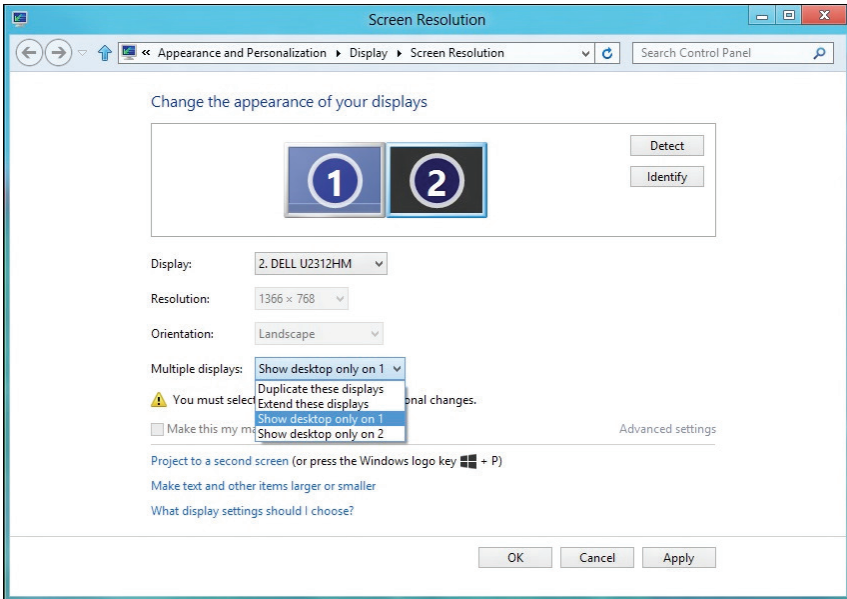 Screen Resolution
« Appearance and Personalization ▸ Display ▸ Screen Resolution
Search Control Panel
Change the appearance of your displays
1 2
Detect
Identify
Display: 2. DELL U2312HM
Resolution: 1366 × 768
Orientation: Landscape
Multiple displays: Show desktop only on 1
Duplicate these displays
You must selec onal changes.
Extend these displays
Show desktop only on 1
Make this my ma Advanced settings
Show desktop only on 2
Project to a second screen (or press the Windows logo key + P)
Make text and other items larger or smaller
What display settings should I choose?
OK Cancel Apply